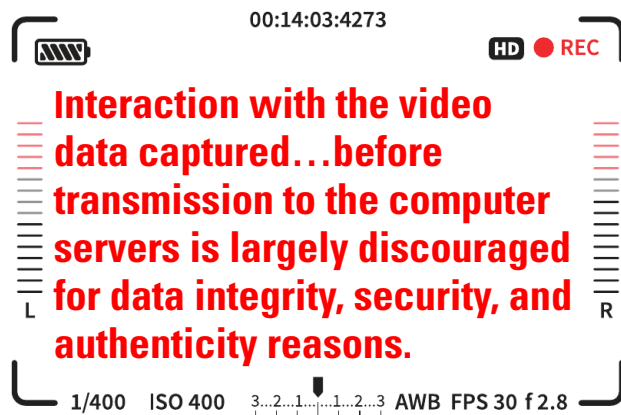 00:14:03:4273
HD REC
Interaction with the video
data captured...before
transmission to the computer
servers is largely discouraged
for data integrity, security, and
authenticity reasons.
L R
1/400 ISO 400 3...2...1...|...1...2...3 AWB FPS 30 f 2.8